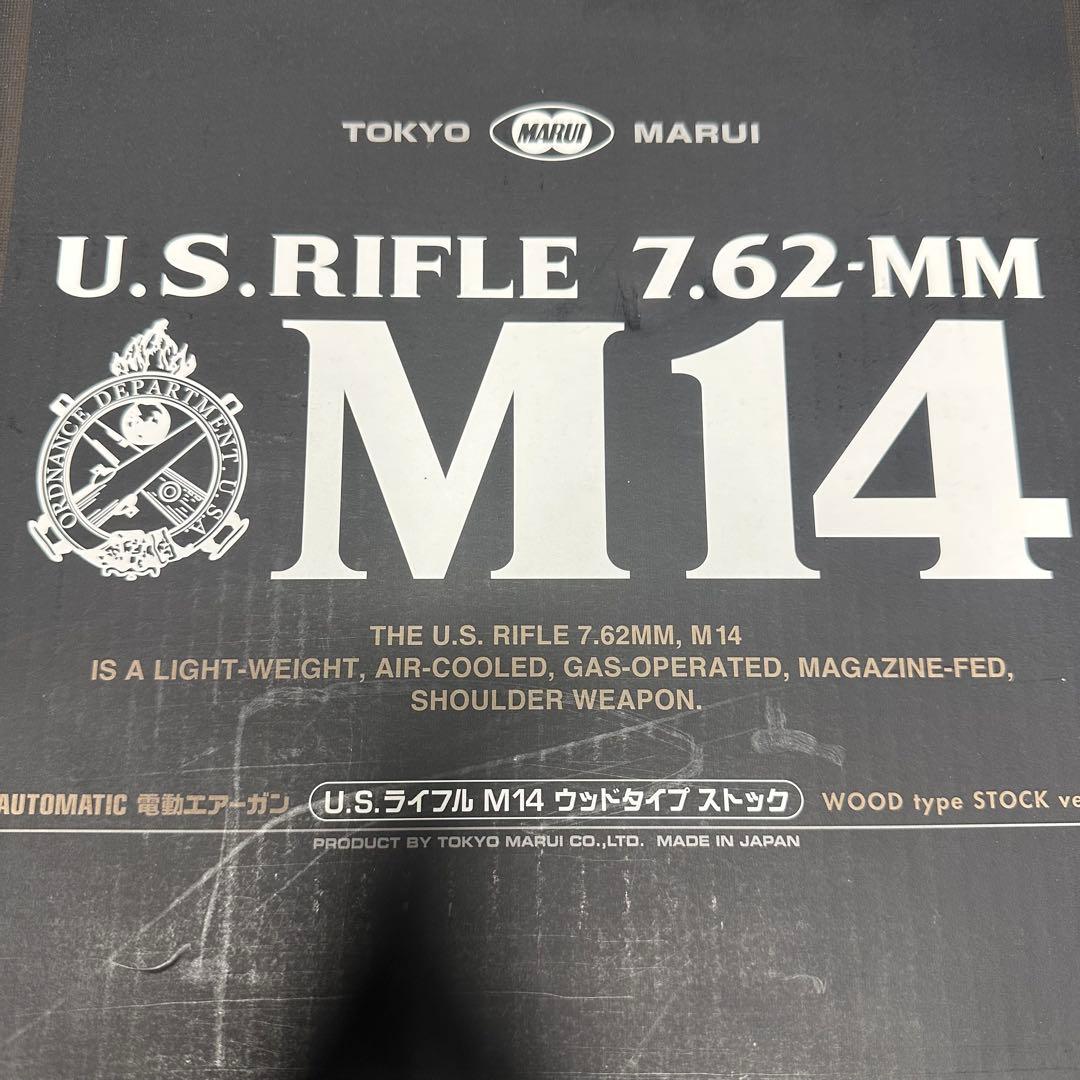 TOKYO MARUI MARUI
U.S.RIFLE 7.62-MM
M14
ORDNANCE DEPARTMENT. U.S.A.
THE U.S. RIFLE 7.62MM, M14
IS A LIGHT-WEIGHT, AIR-COOLED, GAS-OPERATED, MAGAZINE-FED,
SHOULDER WEAPON.
AUTOMATIC 電動エアーガン U.S.ライフル M14 ウッドタイプ ストック WOOD type STOCK ve
PRODUCT BY TOKYO MARUI CO.,LTD. MADE IN JAPAN